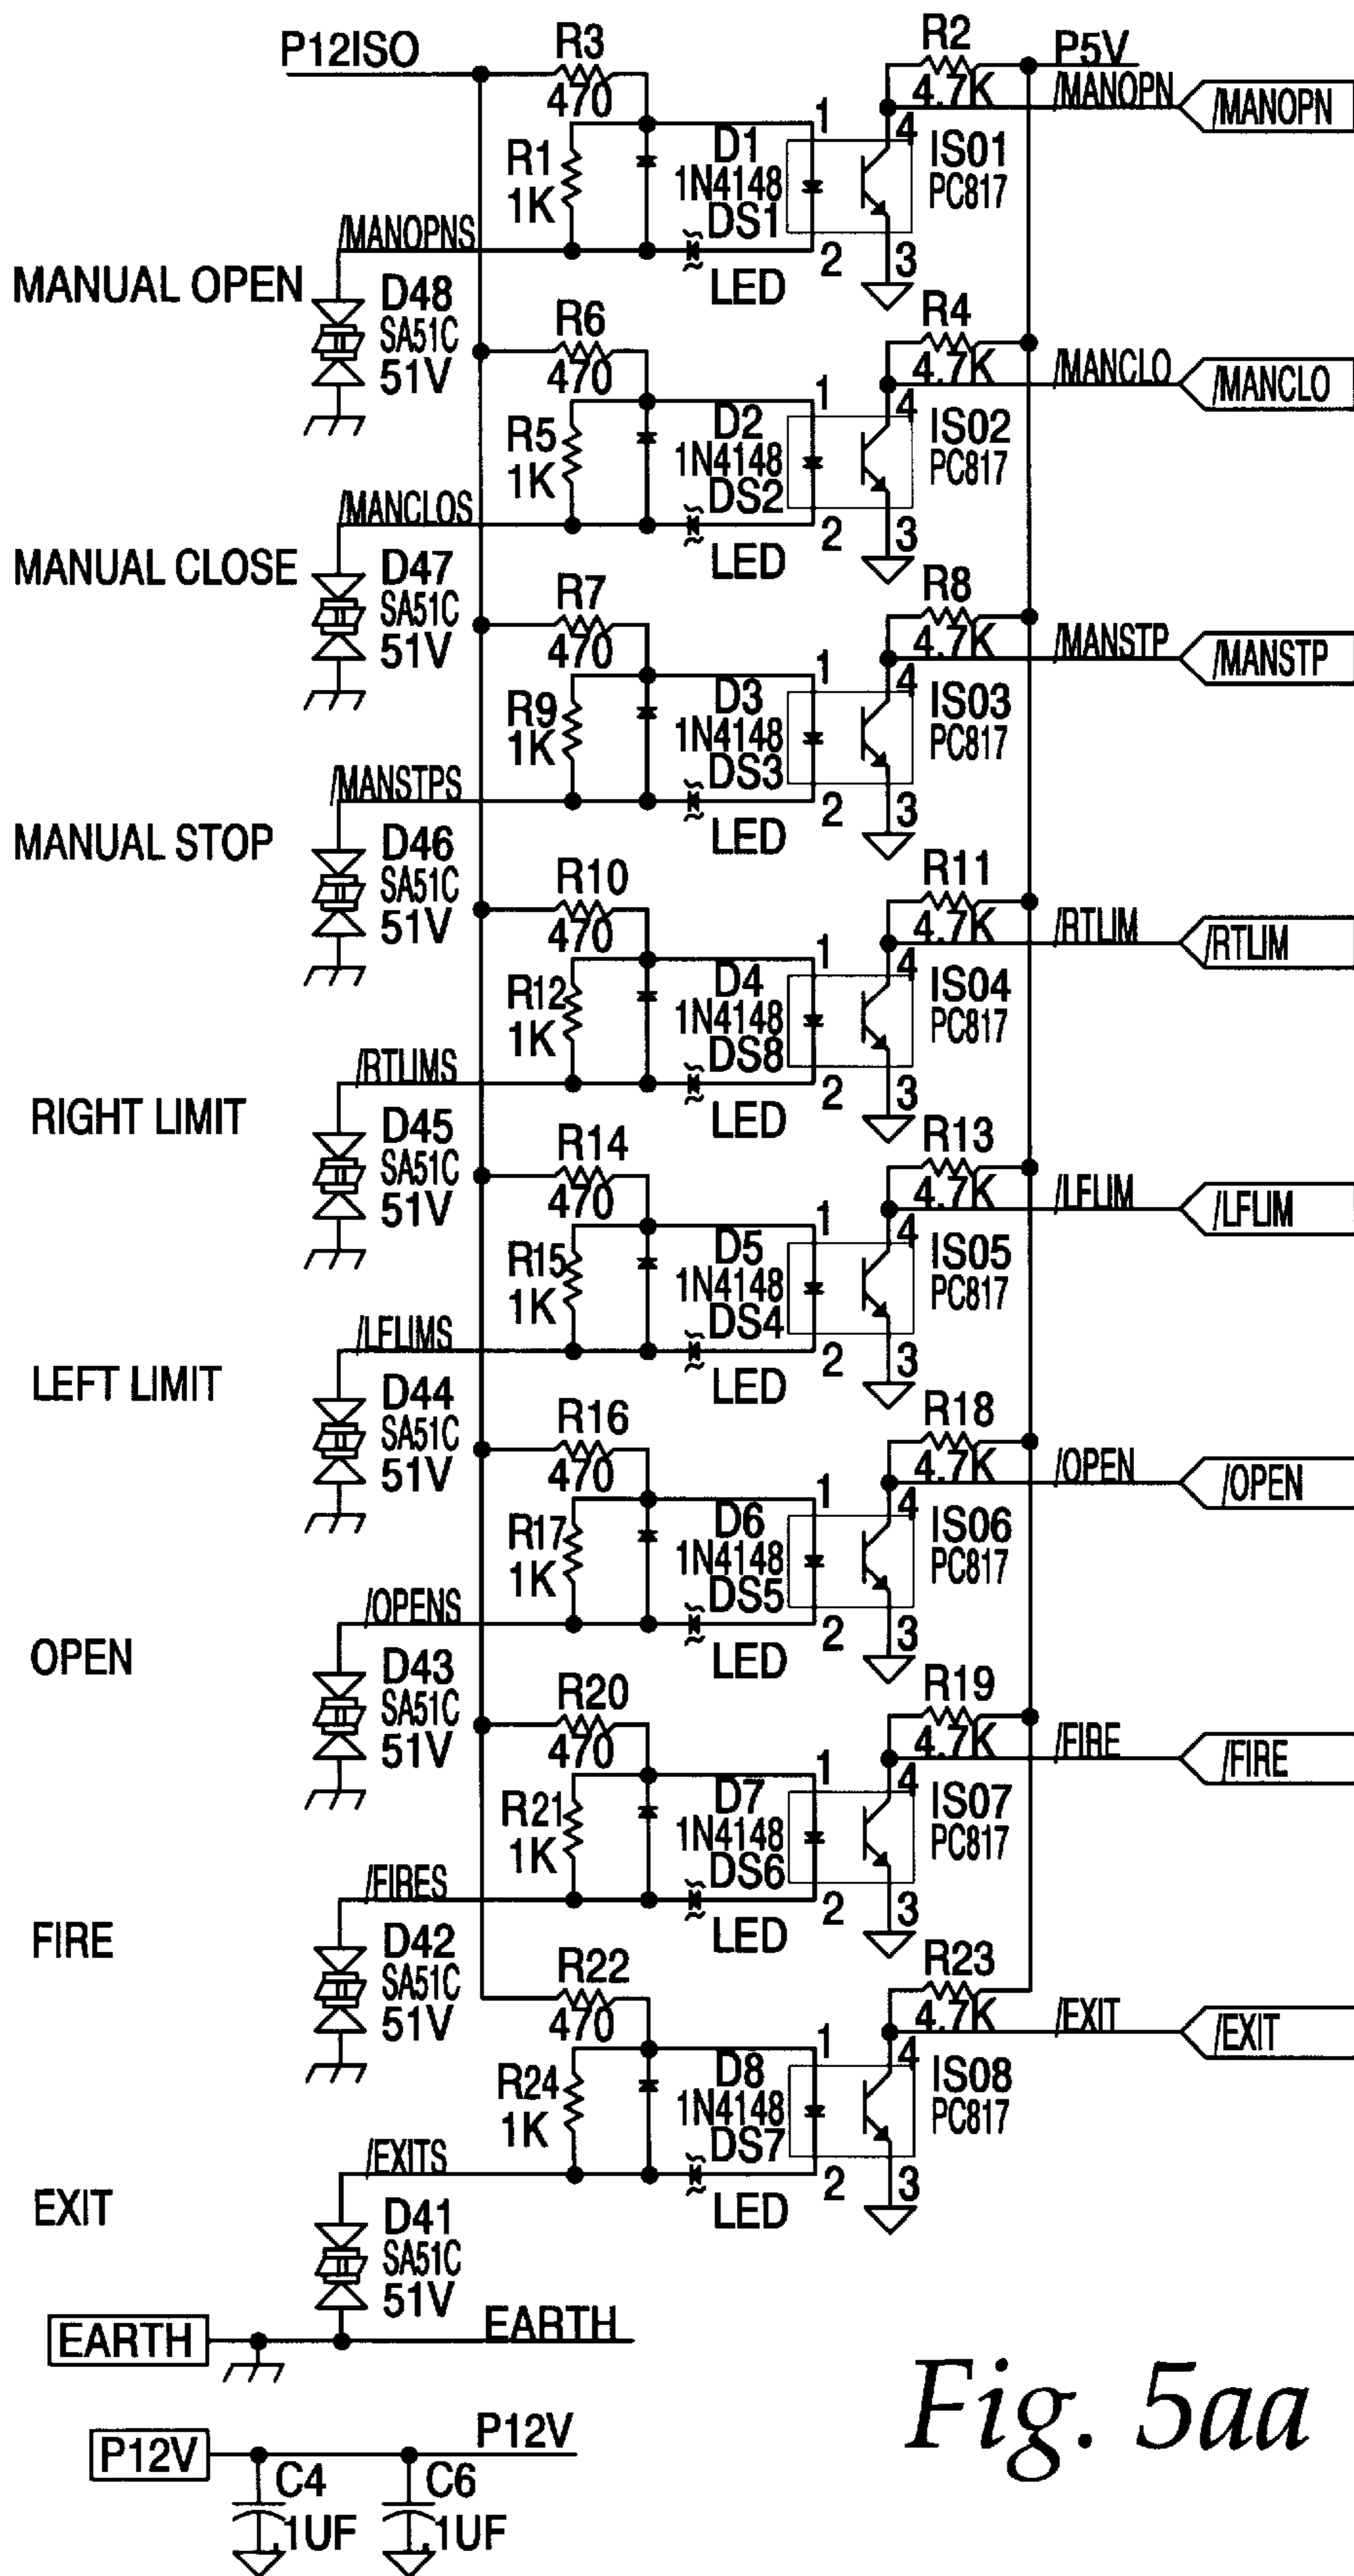 P12ISO
R3
470
R2
4.7K
P5V
/MANOPN
/MANOPN
R1
1K
D1
1N4148
DS1
LED
1
2
4
3
IS01
PC817
/MANOPNS
MANUAL OPEN
D48
SA51C
51V
R6
470
R4
4.7K
/MANCLO
/MANCLO
R5
1K
D2
1N4148
DS2
LED
1
2
4
3
IS02
PC817
/MANCLOS
MANUAL CLOSE
D47
SA51C
51V
R7
470
R8
4.7K
/MANSTP
/MANSTP
R9
1K
D3
1N4148
DS3
LED
1
2
4
3
IS03
PC817
/MANSTPS
MANUAL STOP
D46
SA51C
51V
R10
470
R11
4.7K
/RTLIM
/RTLIM
R12
1K
D4
1N4148
DS8
LED
1
2
4
3
IS04
PC817
/RTLIMS
RIGHT LIMIT
D45
SA51C
51V
R14
470
R13
4.7K
/LFLIM
/LFLIM
R15
1K
D5
1N4148
DS4
LED
1
2
4
3
IS05
PC817
/LFLIMS
LEFT LIMIT
D44
SA51C
51V
R16
470
R18
4.7K
/OPEN
/OPEN
R17
1K
D6
1N4148
DS5
LED
1
2
4
3
IS06
PC817
/OPENS
OPEN
D43
SA51C
51V
R20
470
R19
4.7K
/FIRE
/FIRE
R21
1K
D7
1N4148
DS6
LED
1
2
4
3
IS07
PC817
/FIRES
FIRE
D42
SA51C
51V
R22
470
R23
4.7K
/EXIT
/EXIT
R24
1K
D8
1N4148
DS7
LED
1
2
4
3
IS08
PC817
/EXITS
EXIT
D41
SA51C
51V
EARTH
EARTH
P12V
P12V
C4
.1UF
C6
.1UF
Fig. 5aa